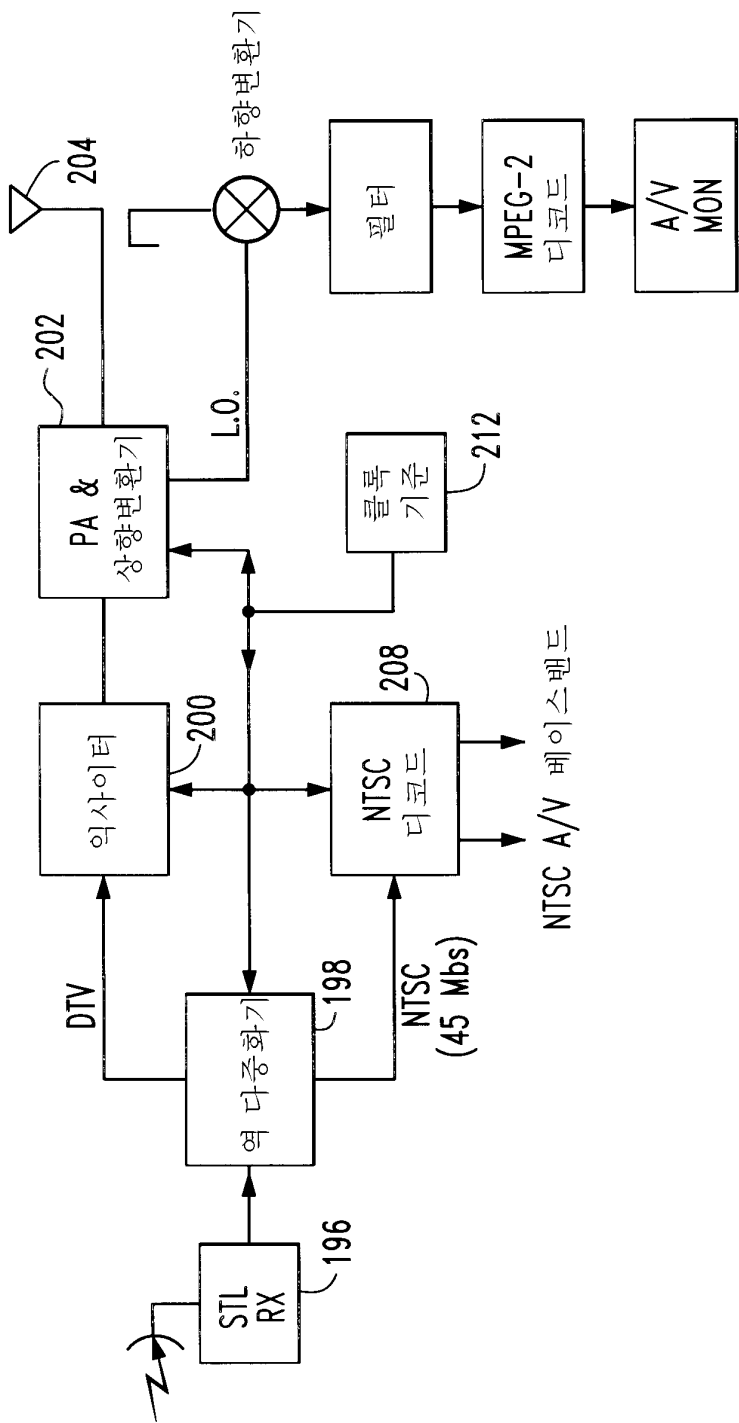 STL
RX
196
역 다중화기
198
DTV
NTSC
(45 Mbs)
익사이터
200
NTSC
디코드
208
NTSC A/V 베이스밴드
PA &
상향변환기
202
204
L.O.
클록
기준
212
하향변환기
필터
MPEG-2
디코드
A/V
MON